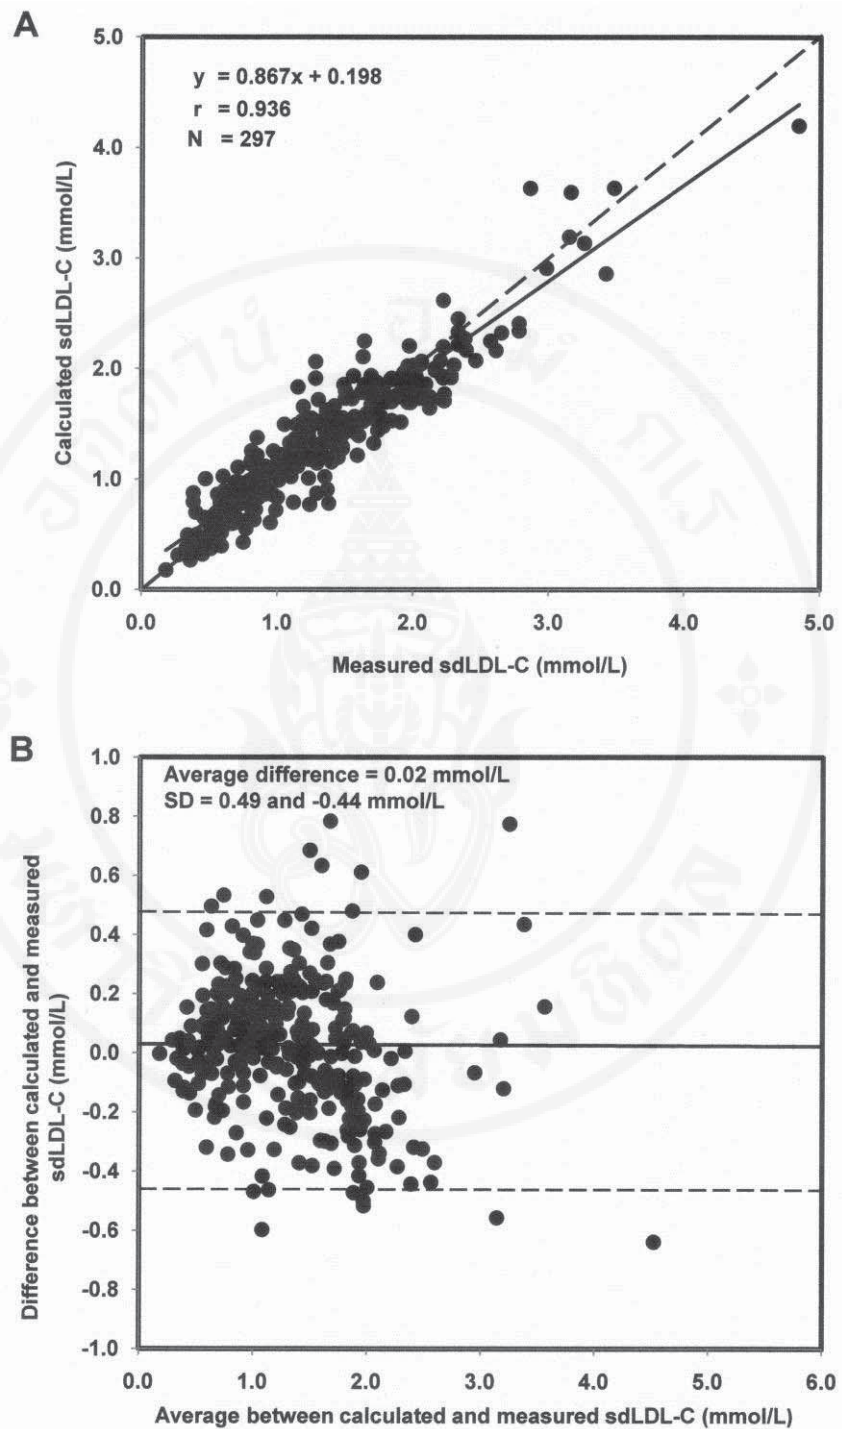 A
5.0
y = 0.867x + 0.198
r = 0.936
N = 297
4.0
3.0
2.0
1.0
0.0
Calculated sdLDL-C (mmol/L)
0.0 1.0 2.0 3.0 4.0 5.0
Measured sdLDL-C (mmol/L)
B
1.0
Average difference = 0.02 mmol/L
SD = 0.49 and -0.44 mmol/L
0.8
0.6
0.4
0.2
0.0
-0.2
-0.4
-0.6
-0.8
-1.0
Difference between calculated and measured
sdLDL-C (mmol/L)
0.0 1.0 2.0 3.0 4.0 5.0 6.0
Average between calculated and measured sdLDL-C (mmol/L)